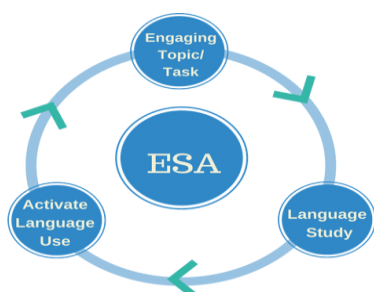 Engaging
Topic/
Task
ESA
Activate
Language
Use
Language
Study